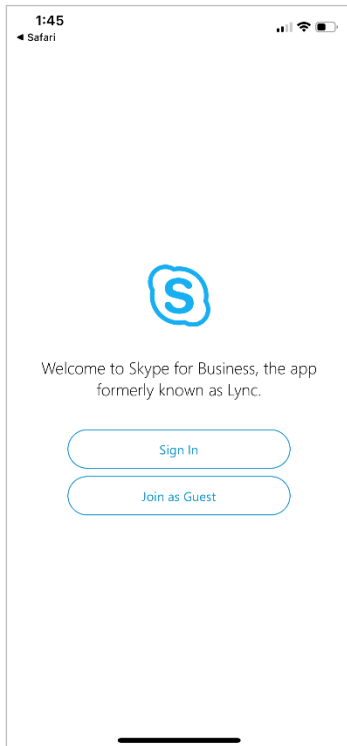 1:45
◀ Safari
S
Welcome to Skype for Business, the app
formerly known as Lync.
Sign In
Join as Guest